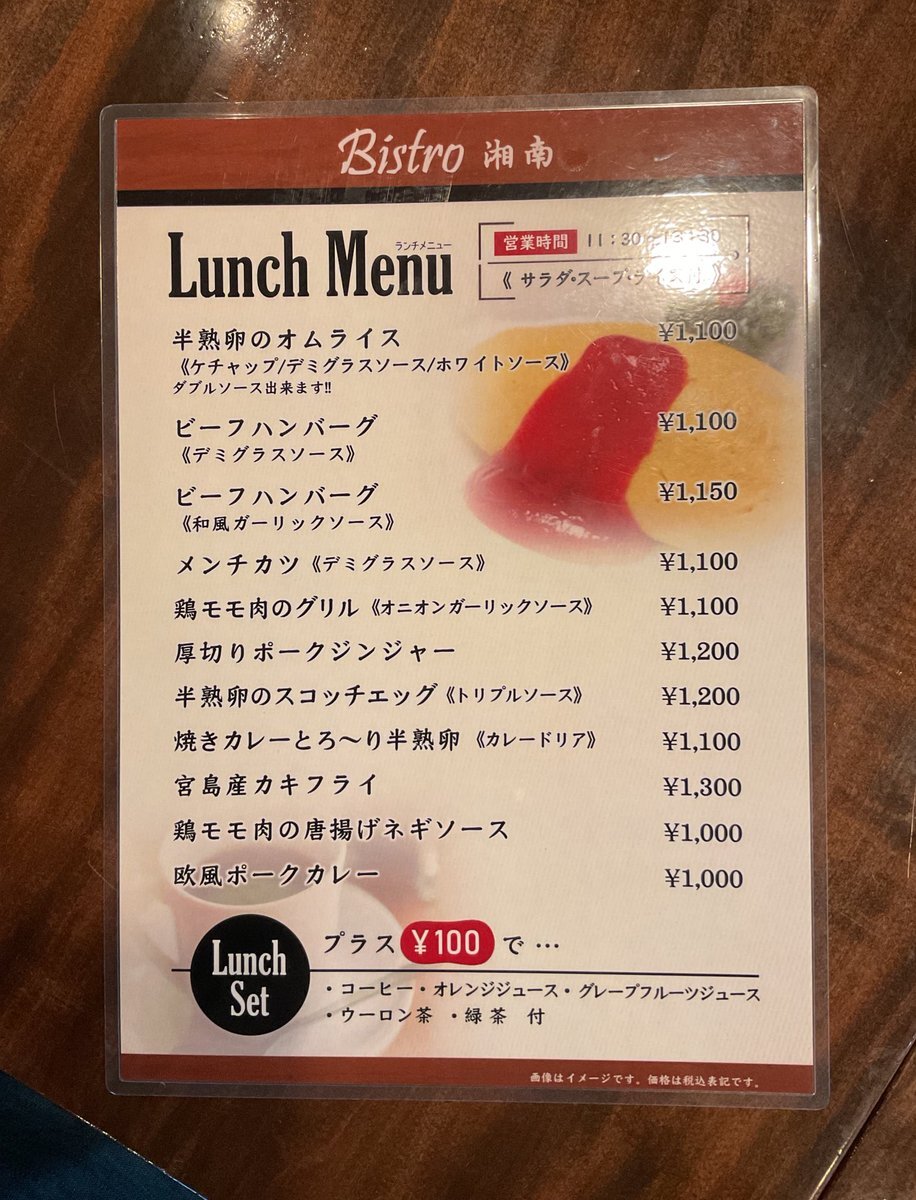 Bistro 湘南
Lunch Menu
ランチメニュー
営業時間 11:30~13:30
《 サラダ・スープ・ライス付 》
半熟卵のオムライス ¥1,100
《ケチャップ/デミグラスソース/ホワイトソース》
ダブルソース出来ます!!
ビーフハンバーグ ¥1,100
《デミグラスソース》
ビーフハンバーグ ¥1,150
《和風ガーリックソース》
メンチカツ《デミグラスソース》 ¥1,100
鶏モモ肉のグリル《オニオンガーリックソース》 ¥1,100
厚切りポークジンジャー ¥1,200
半熟卵のスコッチエッグ《トリプルソース》 ¥1,200
焼きカレーとろ〜り半熟卵《カレードリア》 ¥1,100
宮島産カキフライ ¥1,300
鶏モモ肉の唐揚げネギソース ¥1,000
欧風ポークカレー ¥1,000
Lunch Set
プラス ¥100 で…
・コーヒー・オレンジジュース・グレープフルーツジュース
・ウーロン茶 ・緑茶 付
画像はイメージです。価格は税込表記です。